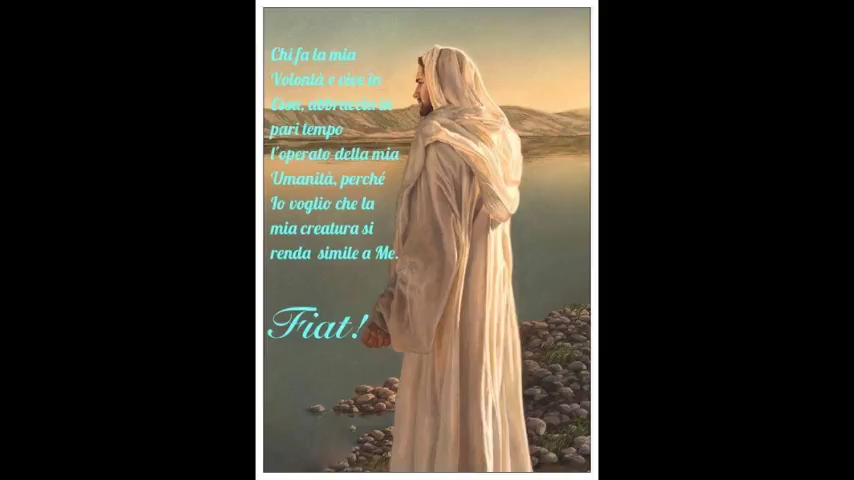 Chi fa la mia
Volontà e vive in
Essa, abbraccia in
pari tempo
l'operato della mia
Umanità, perché
Io voglio che la
mia creatura si
renda simile a Me.
Fiat!